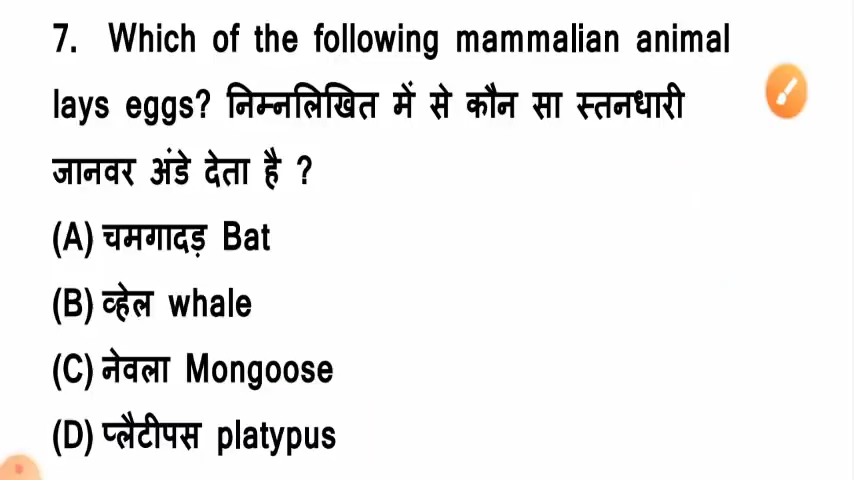 7. Which of the following mammalian animal
lays eggs? निम्नलिखित में से कौन सा स्तनधारी
जानवर अंडे देता है ?
(A) चमगादड़ Bat
(B) व्हेल whale
(C) नेवला Mongoose
(D) प्लैटीपस platypus